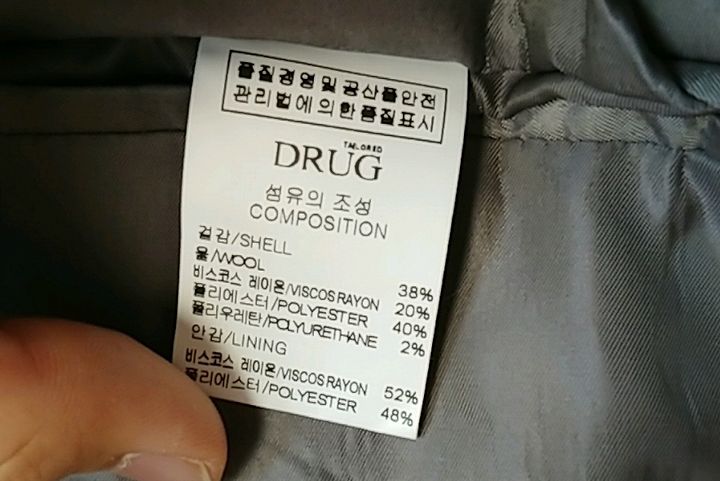 품질경영및공산품안전
관리법에의한품질표시
TAILORED
DRUG
섬유의 조성
COMPOSITION
겉감/SHELL
울/WOOL 38%
비스코스 레이온/VISCOS RAYON 20%
폴리에스터/POLYESTER 40%
폴리우레탄/POLYURETHANE 2%
안감/LINING
비스코스 레이온/VISCOS RAYON 52%
폴리에스터/POLYESTER 48%